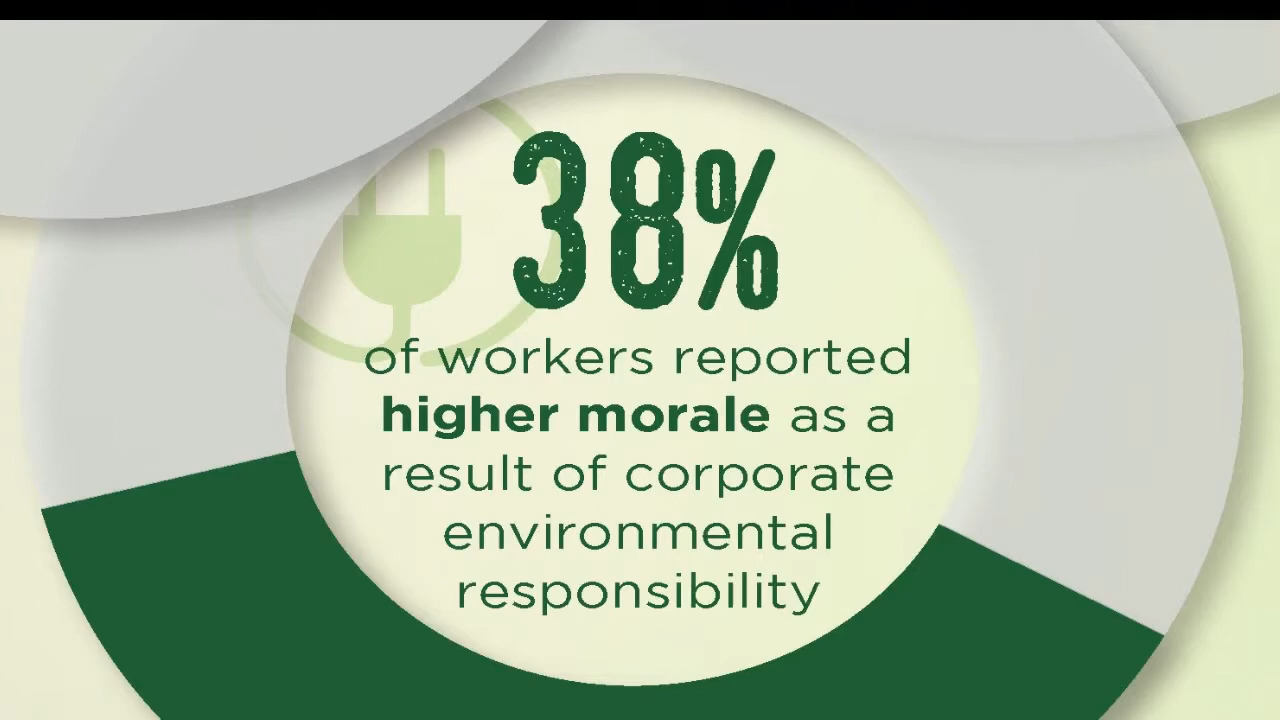 38%
of workers reported
higher morale as a
result of corporate
environmental
responsibility